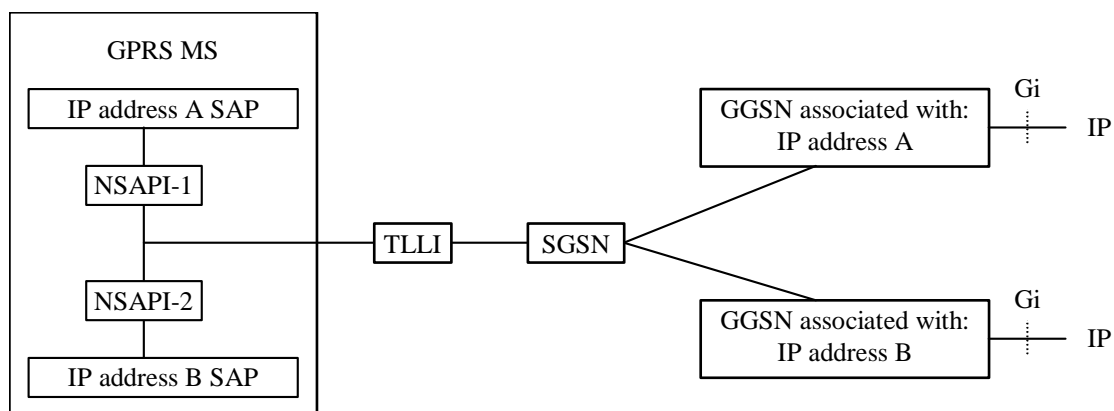 GPRS MS
IP address A SAP
NSAPI-1
NSAPI-2
IP address B SAP
TLLI
SGSN
GGSN associated with:
IP address A
Gi
IP
GGSN associated with:
IP address B
Gi
IP